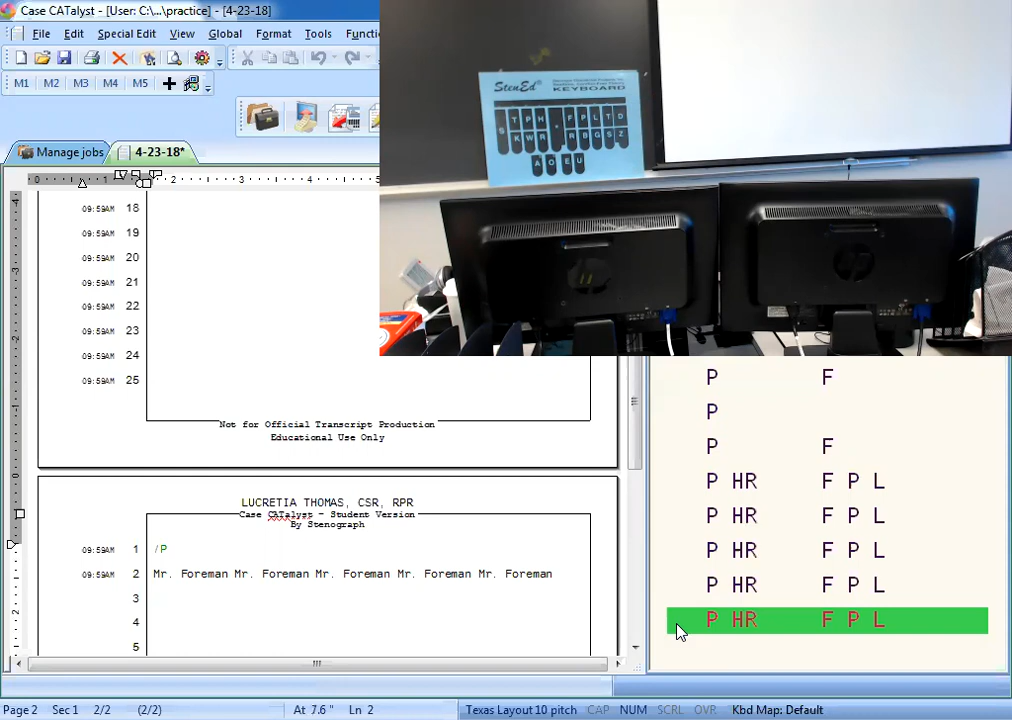 Case CATalyst - [User: C:\...\practice] - [4-23-18]
File Edit Special Edit View Global Format Tools Functi
M1 M2 M3 M4 M5
Manage jobs 4-23-18*
0 1 2 3 4 5
09:59AM 18
09:59AM 19
09:59AM 20
09:59AM 21
09:59AM 22
09:59AM 23
09:59AM 24
09:59AM 25
Not for Official Transcript Production
Educational Use Only
LUCRETIA THOMAS, CSR, RPR
Case CATalyst - Student Version
By Stenograph
09:59AM 1 /P
09:59AM 2 Mr. Foreman Mr. Foreman Mr. Foreman Mr. Foreman Mr. Foreman
3
4
5
StenEd®
KEYBOARD
S T P H * F P L T D
K W R R B G S Z
A O E U
P F
P
P F
P HR F P L
P HR F P L
P HR F P L
P HR F P L
P HR F P L
Page 2 Sec 1 2/2 (2/2) At 7.6 " Ln 2 Texas Layout 10 pitch CAP NUM SCRL OVR Kbd Map: Default